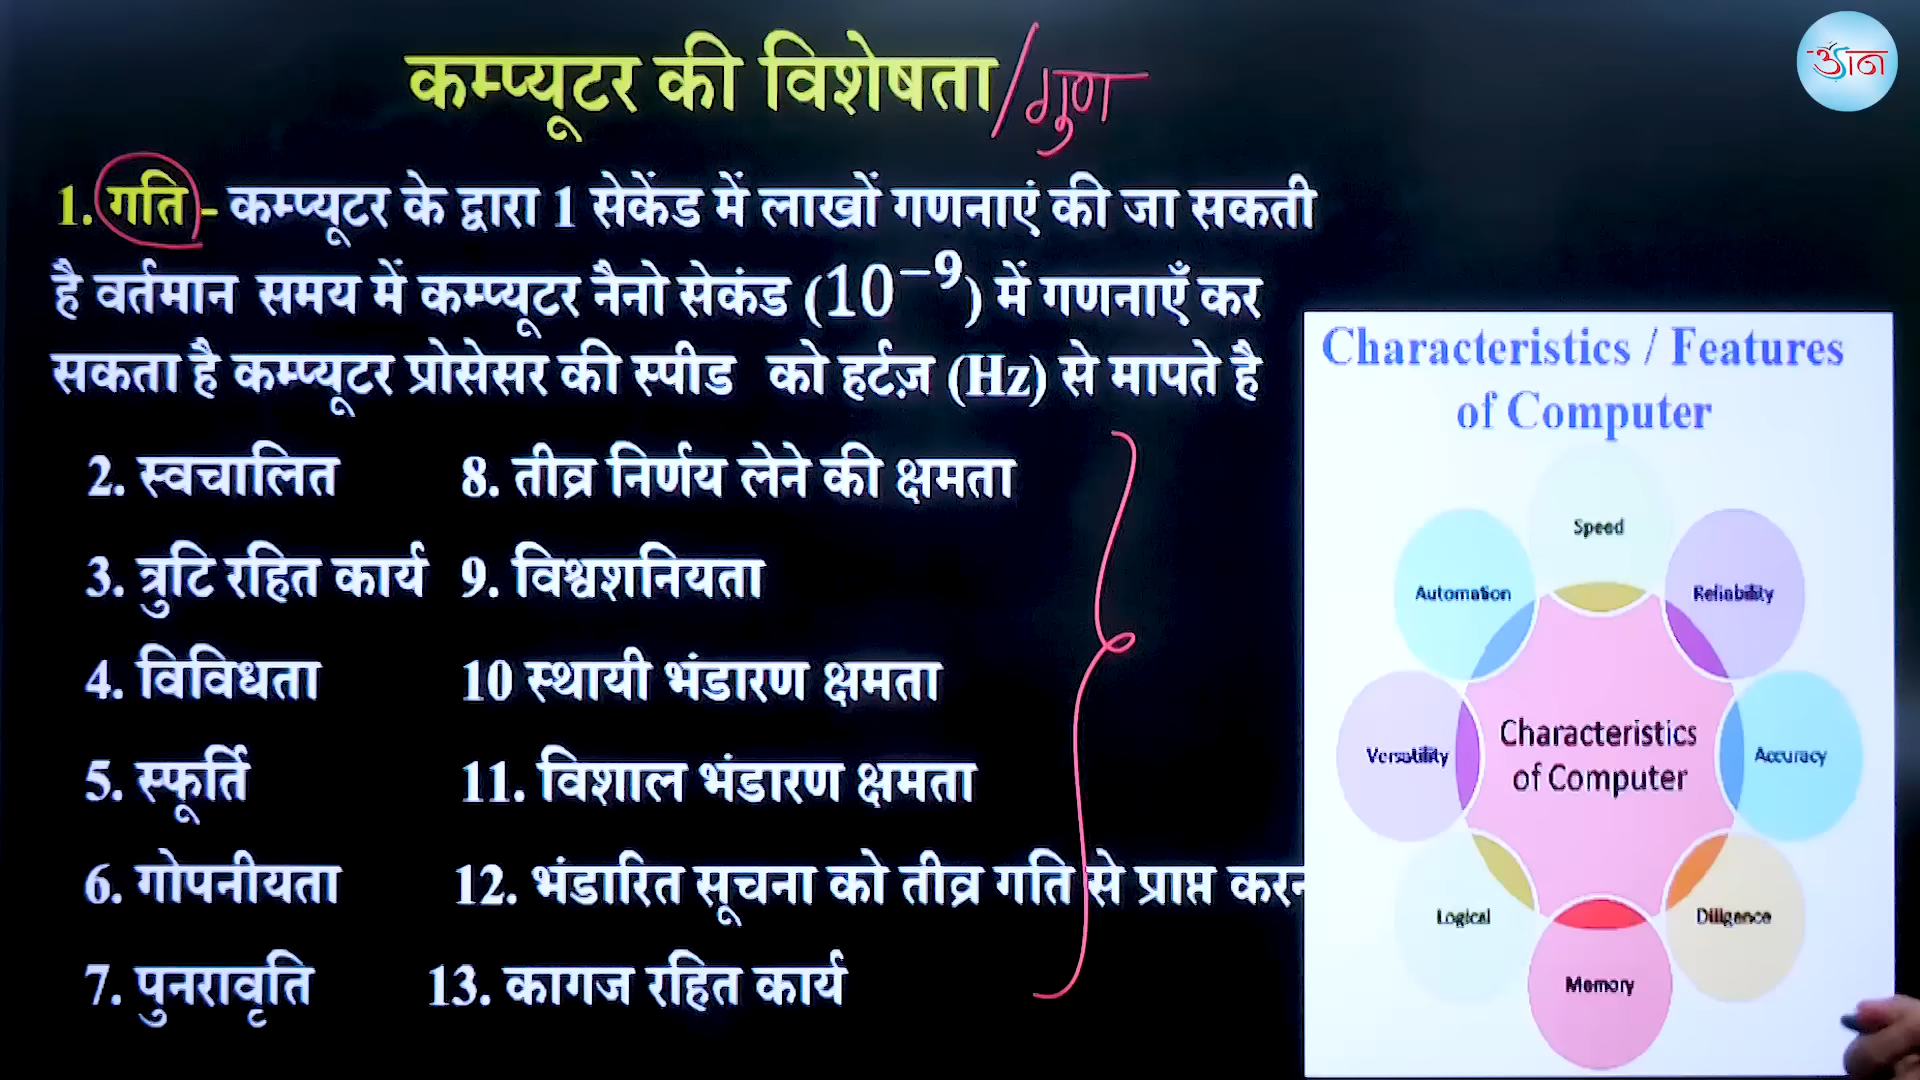 कम्प्यूटर की विशेषता/गुण
1. गति - कम्प्यूटर के द्वारा 1 सेकेंड में लाखों गणनाएं की जा सकती
है वर्तमान समय में कम्प्यूटर नैनो सेकंड (10⁻⁹) में गणनाएँ कर
सकता है कम्प्यूटर प्रोसेसर की स्पीड को हर्टज़ (Hz) से मापते है
2. स्वचालित
3. त्रुटि रहित कार्य
4. विविधता
5. स्फूर्ति
6. गोपनीयता
7. पुनरावृति
8. तीव्र निर्णय लेने की क्षमता
9. विश्वशनियता
10 स्थायी भंडारण क्षमता
11. विशाल भंडारण क्षमता
12. भंडारित सूचना को तीव्र गति से प्राप्त
13. कागज रहित कार्य
Characteristics / Features
of Computer
Speed
Reliability
Accuracy
Diligence
Memory
Logical
Versatility
Automation
Characteristics
of Computer